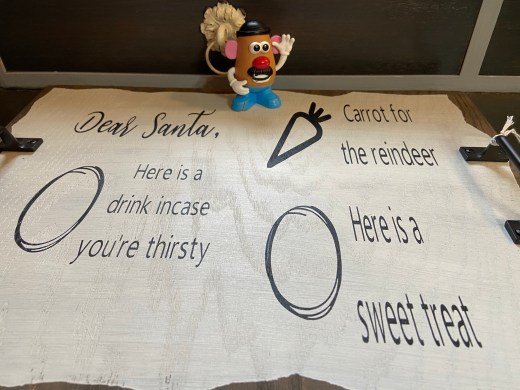 Dear Santa,
Here is a
drink incase
you're thirsty
Carrot for
the reindeer
Here is a
sweet treat